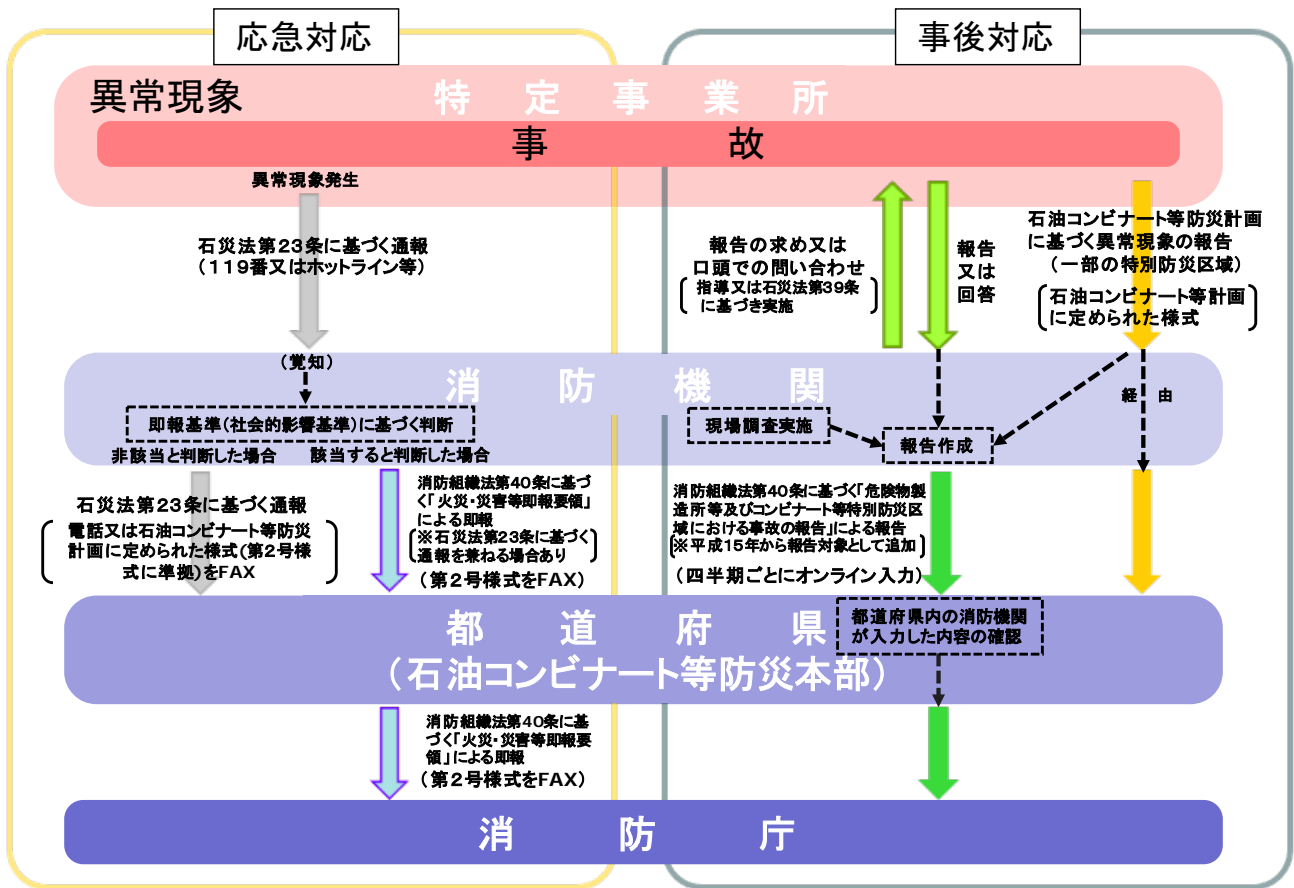 応急対応
事後対応
異常現象
特定事業所
事故
異常現象発生
石災法第23条に基づく通報
（119番又はホットライン等）
報告の求め又は
口頭での問い合わせ
指導又は石災法第39条
に基づき実施
報告
又は
回答
石油コンビナート等防災計画
に基づく異常現象の報告
（一部の特別防災区域）
石油コンビナート等計画
に定められた様式
（覚知）
消防機関
経由
即報基準（社会的影響基準）に基づく判断
現場調査実施
報告作成
非該当と判断した場合
該当すると判断した場合
石災法第23条に基づく通報
電話又は石油コンビナート等防災
計画に定められた様式（第2号様
式に準拠）をFAX
消防組織法第40条に基づ
く「火災・災害等即報要領」
による即報
※石災法第23条に基づく
通報を兼ねる場合あり
（第2号様式をFAX）
消防組織法第40条に基づく「危険物製
造所等及びコンビナート等特別防災区
域における事故の報告」による報告
※平成15年から報告対象として追加
（四半期ごとにオンライン入力）
都道府県
（石油コンビナート等防災本部）
都道府県内の消防機関
が入力した内容の確認
消防組織法第40条に基
づく「火災・災害等即報要
領」による即報
（第2号様式をFAX）
消防庁